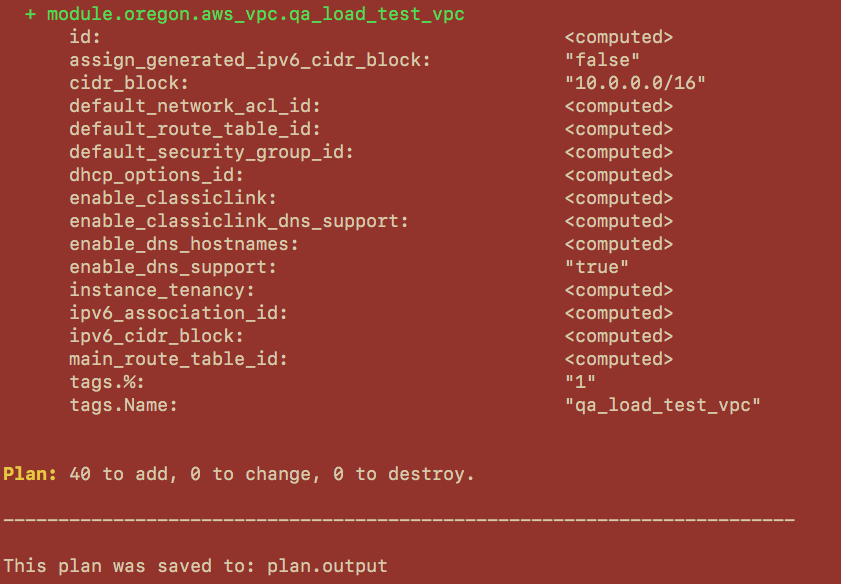 + module.oregon.aws_vpc.qa_load_test_vpc
id: <computed>
assign_generated_ipv6_cidr_block: "false"
cidr_block: "10.0.0.0/16"
default_network_acl_id: <computed>
default_route_table_id: <computed>
default_security_group_id: <computed>
dhcp_options_id: <computed>
enable_classiclink: <computed>
enable_classiclink_dns_support: <computed>
enable_dns_hostnames: <computed>
enable_dns_support: "true"
instance_tenancy: <computed>
ipv6_association_id: <computed>
ipv6_cidr_block: <computed>
main_route_table_id: <computed>
tags.%: "1"
tags.Name: "qa_load_test_vpc"
Plan: 40 to add, 0 to change, 0 to destroy.
------------------------------------------------------------------------
This plan was saved to: plan.output